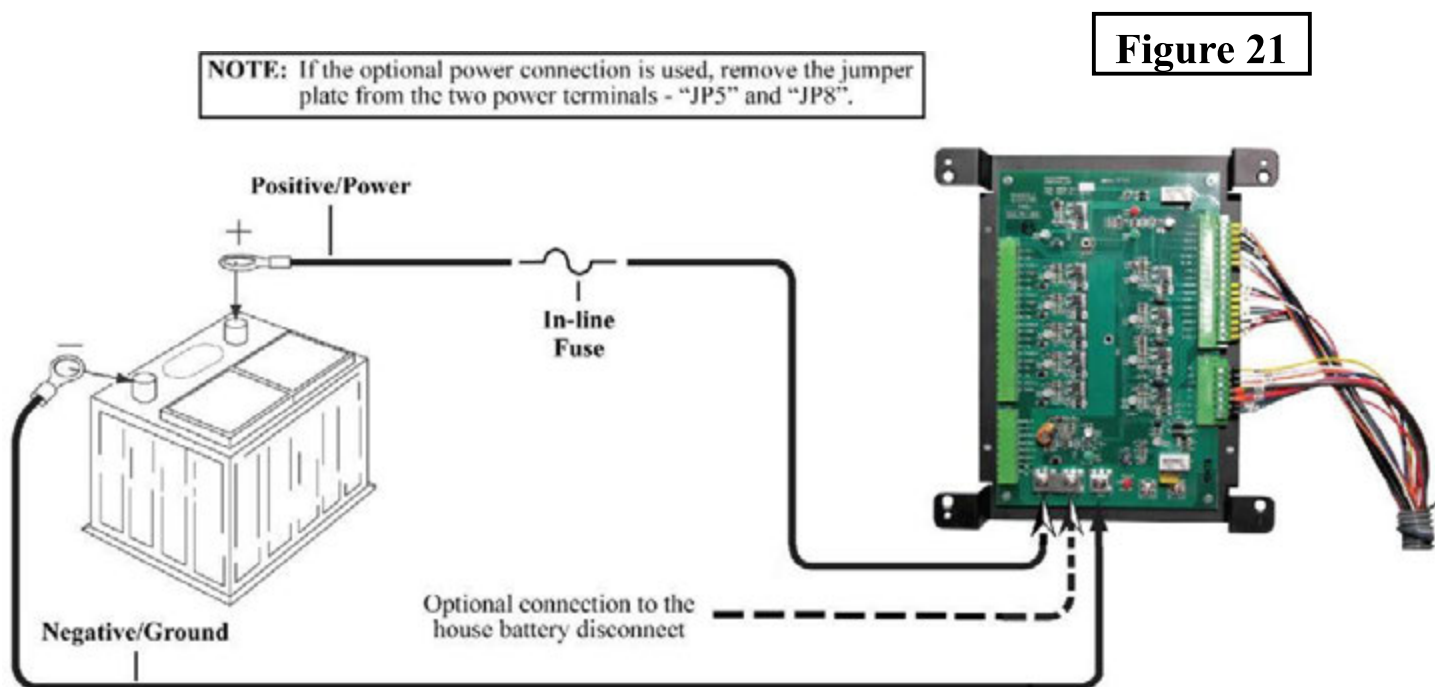 Figure 21
NOTE: If the optional power connection is used, remove the jumper
plate from the two power terminals - “JP5” and “JP8”.
Positive/Power
+
In-line
Fuse
–
Optional connection to the
house battery disconnect
Negative/Ground